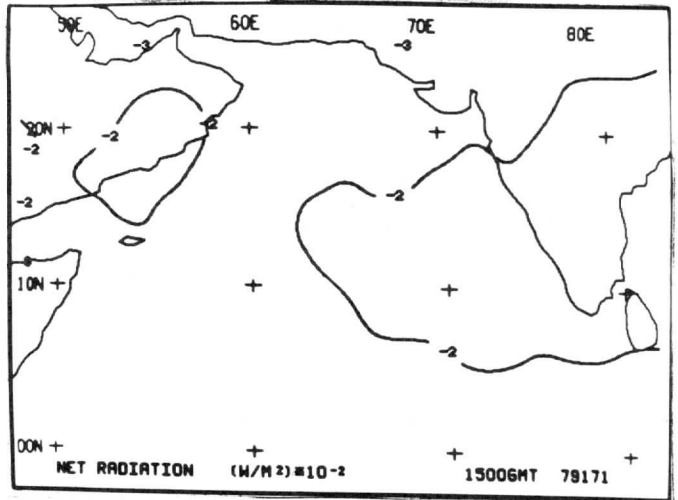 50E 60E 70E 80E
-3 -3
20N -2 -2
-2
-2 -2
10N
-2
00N
NET RADIATION (W/M²)*10⁻² 1500GMT 79171